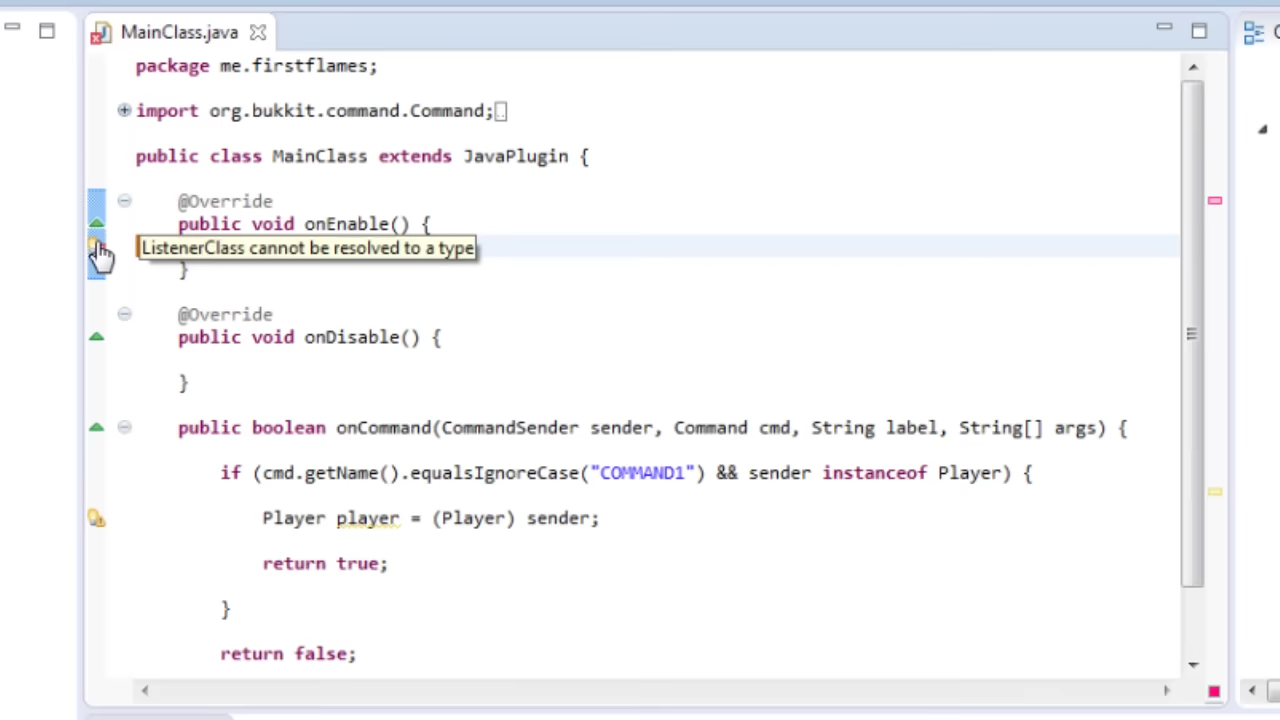 MainClass.java
package me.firstflames;
import org.bukkit.command.Command;
public class MainClass extends JavaPlugin {
@Override
public void onEnable() {
ListenerClass cannot be resolved to a type
}
@Override
public void onDisable() {
}
public boolean onCommand(CommandSender sender, Command cmd, String label, String[] args) {
if (cmd.getName().equalsIgnoreCase("COMMAND1") && sender instanceof Player) {
Player player = (Player) sender;
return true;
}
return false;